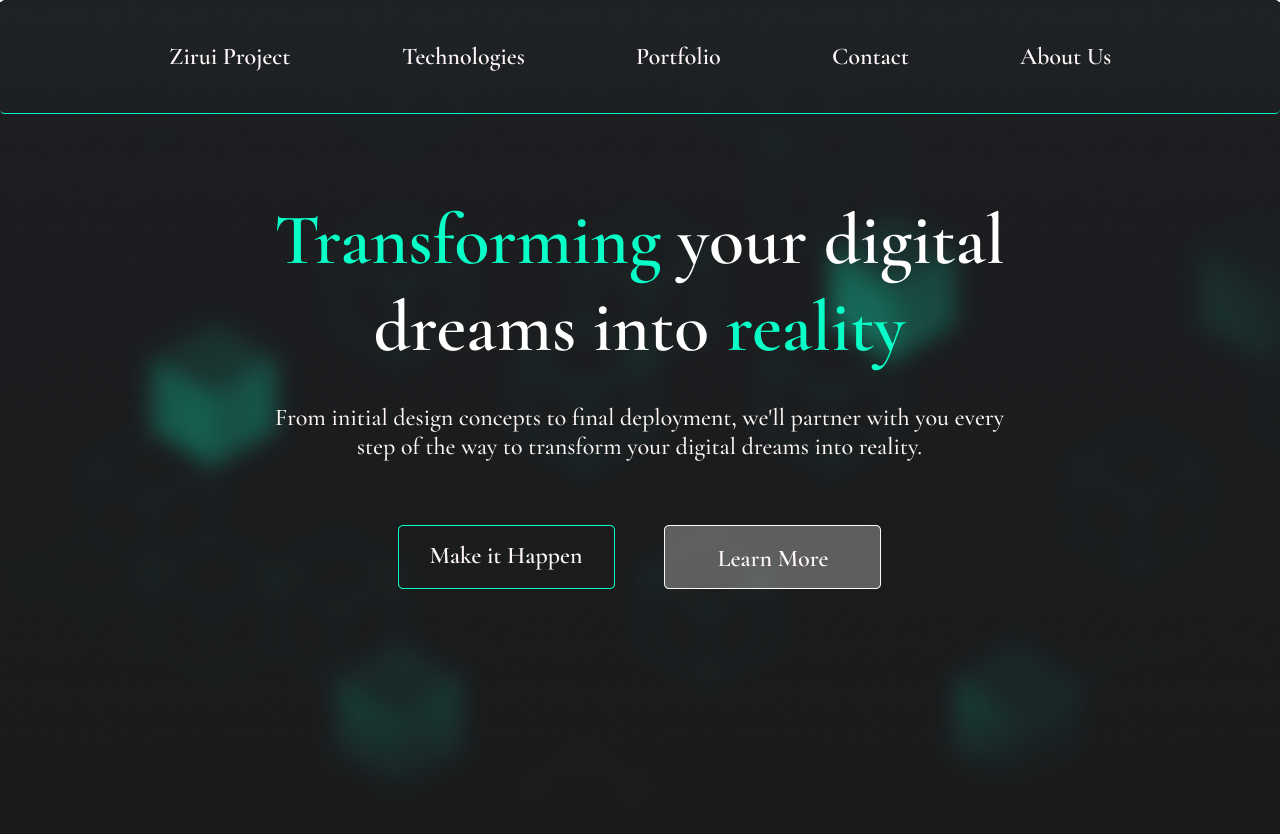 Zirui Project Technologies Portfolio Contact About Us
Transforming your digital
dreams into reality
From initial design concepts to final deployment, we'll partner with you every
step of the way to transform your digital dreams into reality.
Make it Happen Learn More